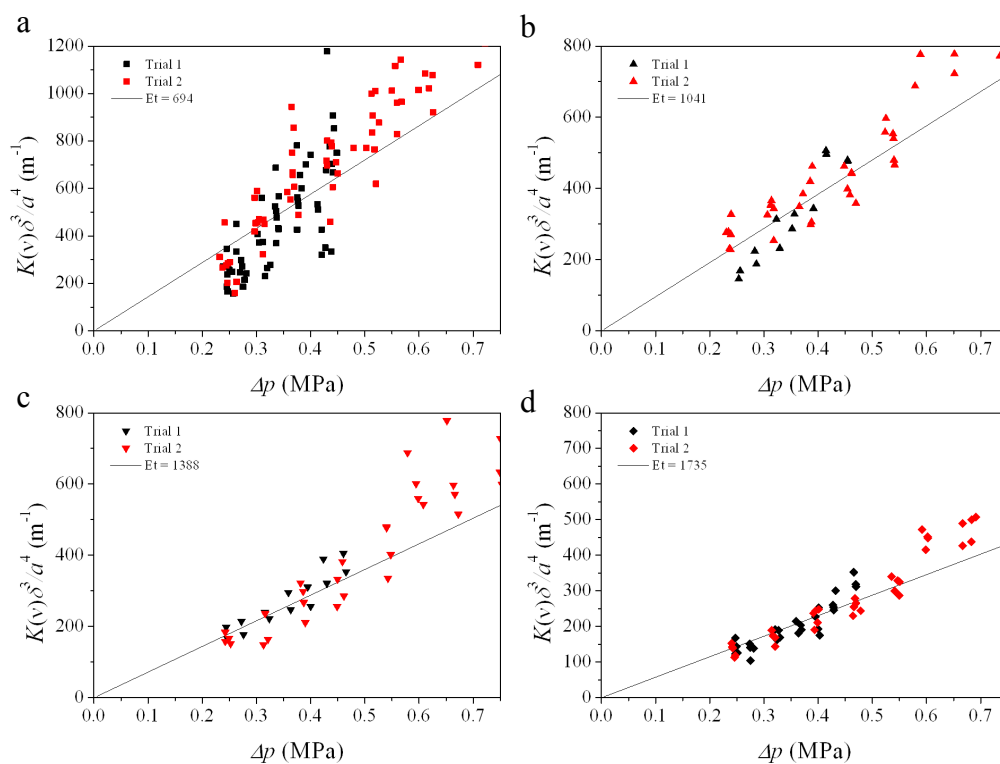 a
1200
1000
800
600
400
200
0
K(ν)δ³/a⁴ (m⁻¹)
Trial 1
Trial 2
Et = 694
0.0 0.1 0.2 0.3 0.4 0.5 0.6 0.7
Δp (MPa)
b
800
600
400
200
0
K(ν)δ³/a⁴ (m⁻¹)
Trial 1
Trial 2
Et = 1041
0.0 0.1 0.2 0.3 0.4 0.5 0.6 0.7
Δp (MPa)
c
800
600
400
200
0
K(ν)δ³/a⁴ (m⁻¹)
Trial 1
Trial 2
Et = 1388
0.0 0.1 0.2 0.3 0.4 0.5 0.6 0.7
Δp (MPa)
d
800
700
600
500
400
300
200
100
0
K(ν)δ³/a⁴ (m⁻¹)
Trial 1
Trial 2
Et = 1735
0.0 0.1 0.2 0.3 0.4 0.5 0.6 0.7
Δp (MPa)